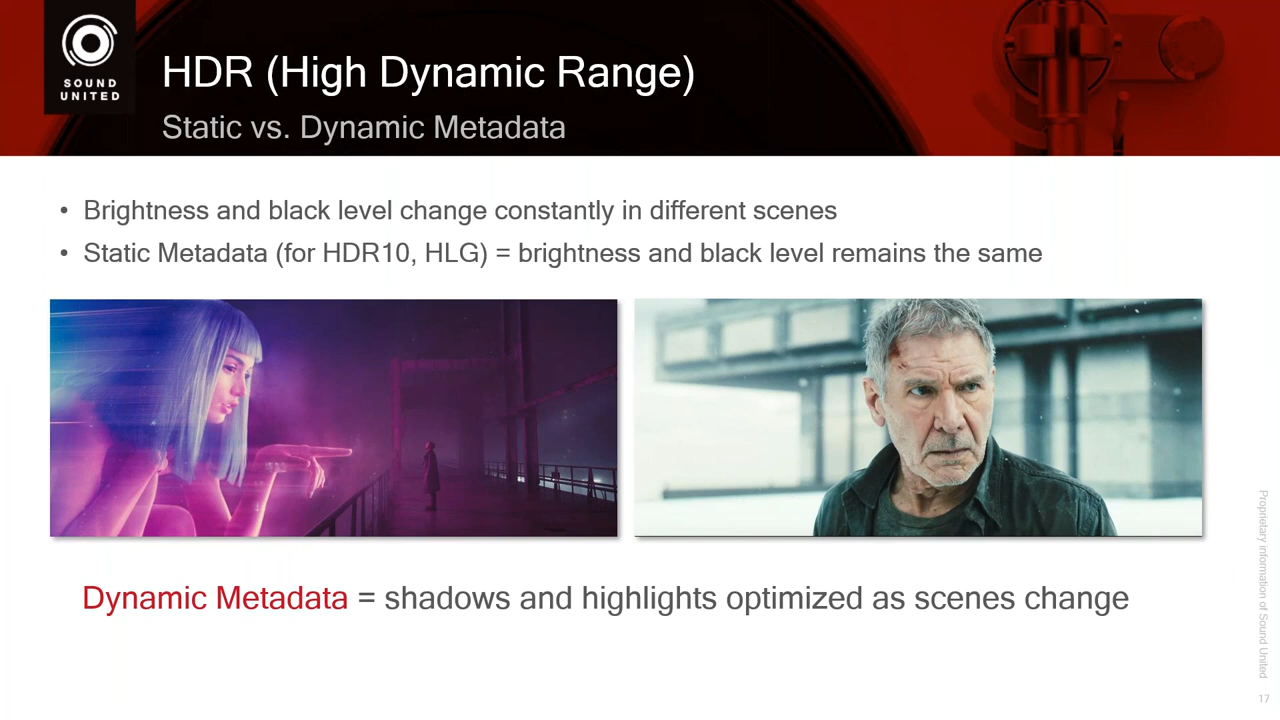 SOUND
UNITED
HDR (High Dynamic Range)
Static vs. Dynamic Metadata
• Brightness and black level change constantly in different scenes
• Static Metadata (for HDR10, HLG) = brightness and black level remains the same
Dynamic Metadata = shadows and highlights optimized as scenes change
Proprietary information of Sound United
17